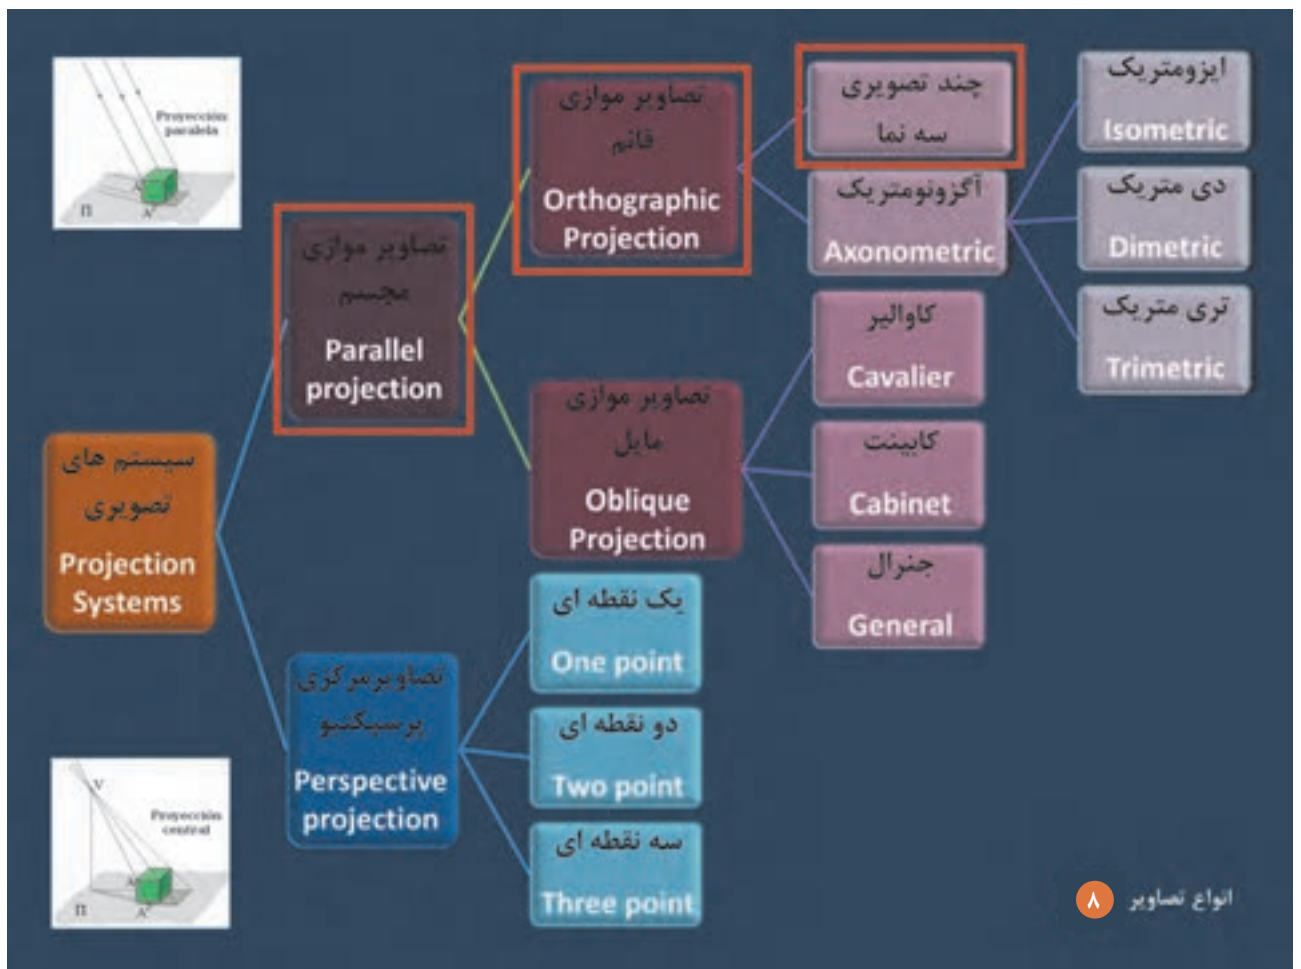 Proyección
paralela
Π
A'
سیستم های
تصویری
Projection
Systems
تصاویر موازی
مجسم
Parallel
projection
تصاویر موازی
قائم
Orthographic
Projection
چند تصویری
سه نما
آگزونومتریک
Axonometric
ایزومتریک
Isometric
دی متریک
Dimetric
تری متریک
Trimetric
تصاویر موازی
مایل
Oblique
Projection
کاوالیر
Cavalier
کابینت
Cabinet
جنرال
General
تصاویرمرکزی
پرسپکتیو
Perspective
projection
یک نقطه ای
One point
دو نقطه ای
Two point
سه نقطه ای
Three point
V
Proyección
central
A
Π
A'
انواع تصاویر ۸